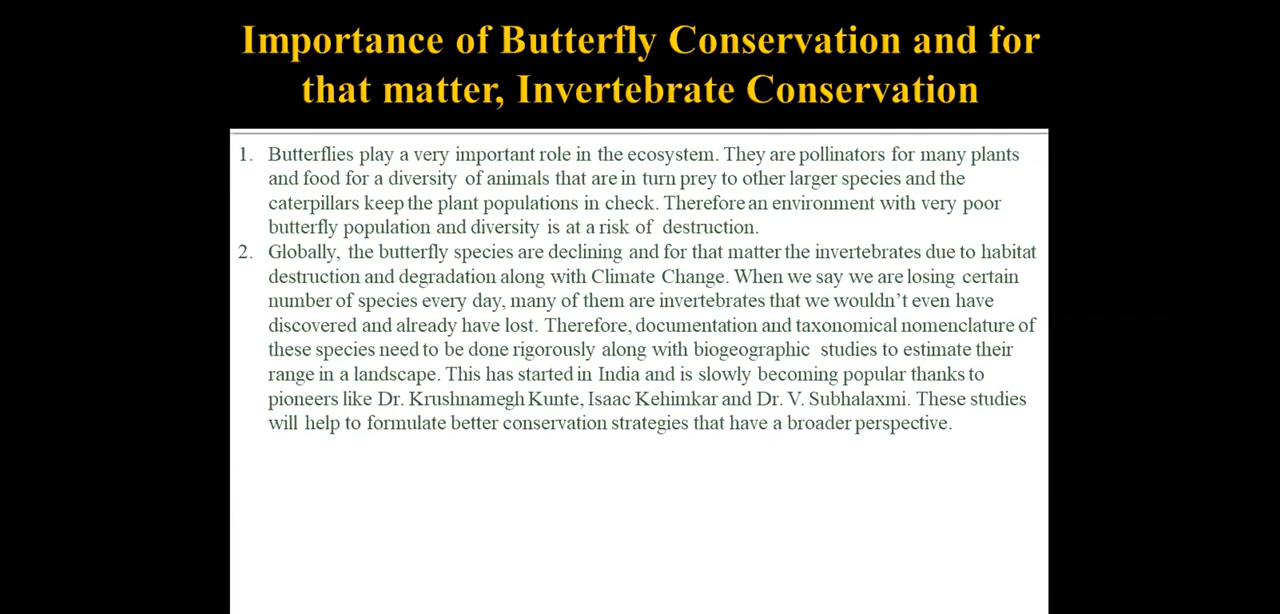 Importance of Butterfly Conservation and for
that matter, Invertebrate Conservation
1. Butterflies play a very important role in the ecosystem. They are pollinators for many plants
and food for a diversity of animals that are in turn prey to other larger species and the
caterpillars keep the plant populations in check. Therefore an environment with very poor
butterfly population and diversity is at a risk of destruction.
2. Globally, the butterfly species are declining and for that matter the invertebrates due to habitat
destruction and degradation along with Climate Change. When we say we are losing certain
number of species every day, many of them are invertebrates that we wouldn't even have
discovered and already have lost. Therefore, documentation and taxonomical nomenclature of
these species need to be done rigorously along with biogeographic studies to estimate their
range in a landscape. This has started in India and is slowly becoming popular thanks to
pioneers like Dr. Krushnamegh Kunte, Isaac Kehimkar and Dr. V. Subhalaxmi. These studies
will help to formulate better conservation strategies that have a broader perspective.